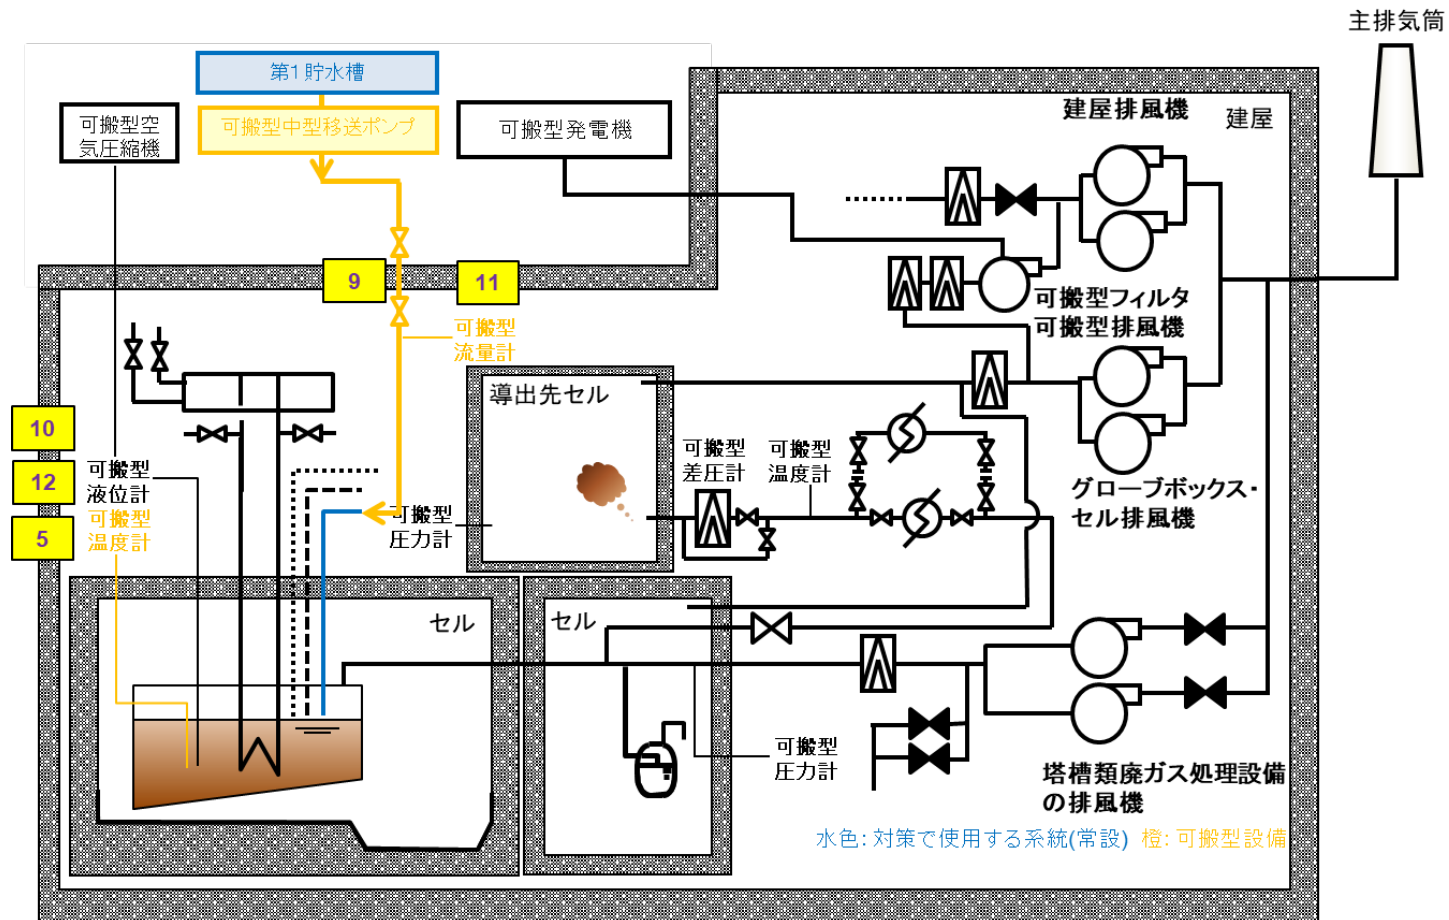 主排気筒
第1貯水槽
可搬型空
気圧縮機
可搬型中型移送ポンプ
可搬型発電機
建屋排風機
建屋
9
11
可搬型フィルタ
可搬型排風機
可搬型
流量計
導出先セル
10
12
5
可搬型
液位計
可搬型
温度計
可搬型
圧力計
可搬型
差圧計
可搬型
温度計
グローブボックス・
セル排風機
セル
セル
可搬型
圧力計
塔槽類廃ガス処理設備
の排風機
水色:対策で使用する系統(常設) 橙:可搬型設備